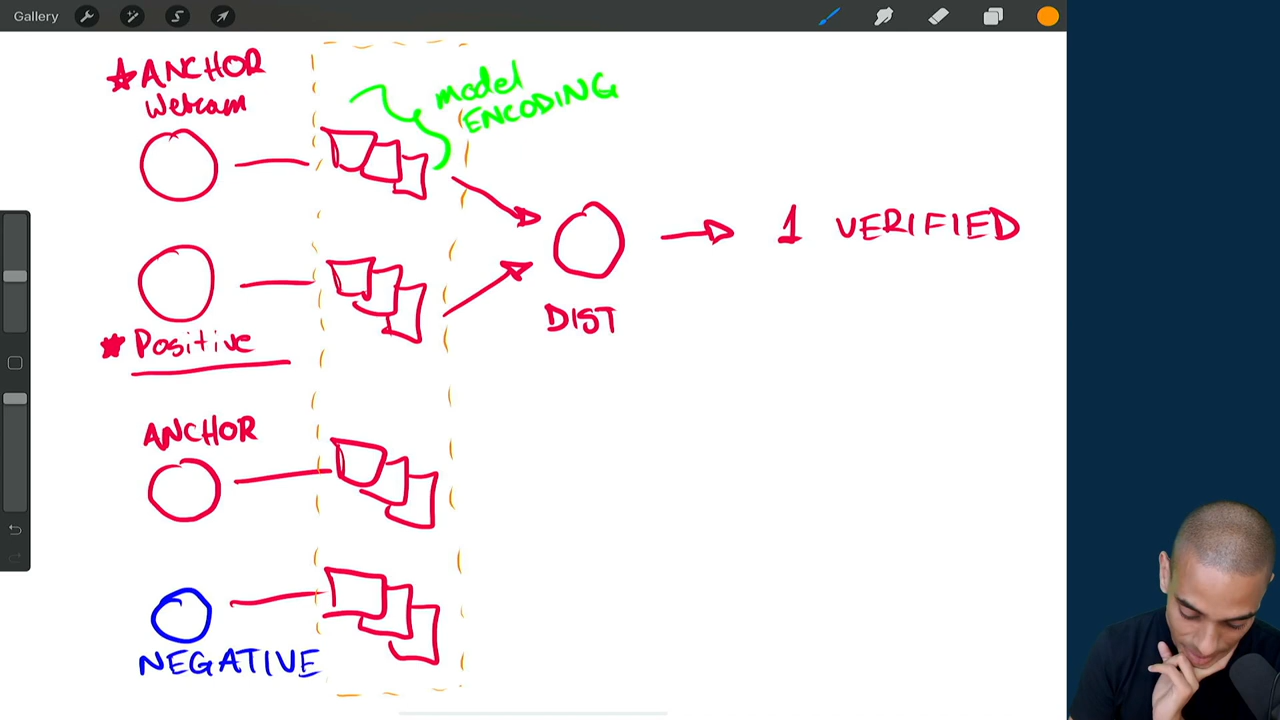 Gallery
ANCHOR
Webcam
model
ENCODING
1 VERIFIED
DIST
Positive
ANCHOR
NEGATIVE